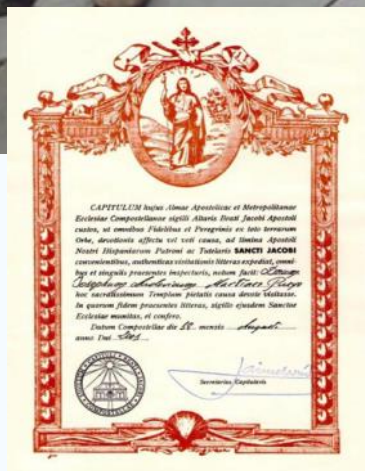 CAPITULUM hujus Almae Apostolicae et Metropolitanae
Ecclesiae Compostellanae sigilli Altaris Beati Jacobi Apostoli
custos, ut omnibus Fidelibus et Peregrinis ex toto terrarum
Orbe, devotionis affectu vel voti causa, ad limina Apostoli
Nostri Hispaniarum Patroni ac Tutelaris SANCTI JACOBI
convenientibus, authenticas visitationis litteras expediat, omni-
bus et singulis praesentes inspecturis, notum facit:
hoc sacratissimum Templum pietatis causa devote visitasse.
In quorum fidem praesentes litteras, sigillo ejusdem Sanctae
Ecclesiae munitas, ei confero.
Datum Compostellae die mensis Augusti
anno Dni
Secretarius Capitularis